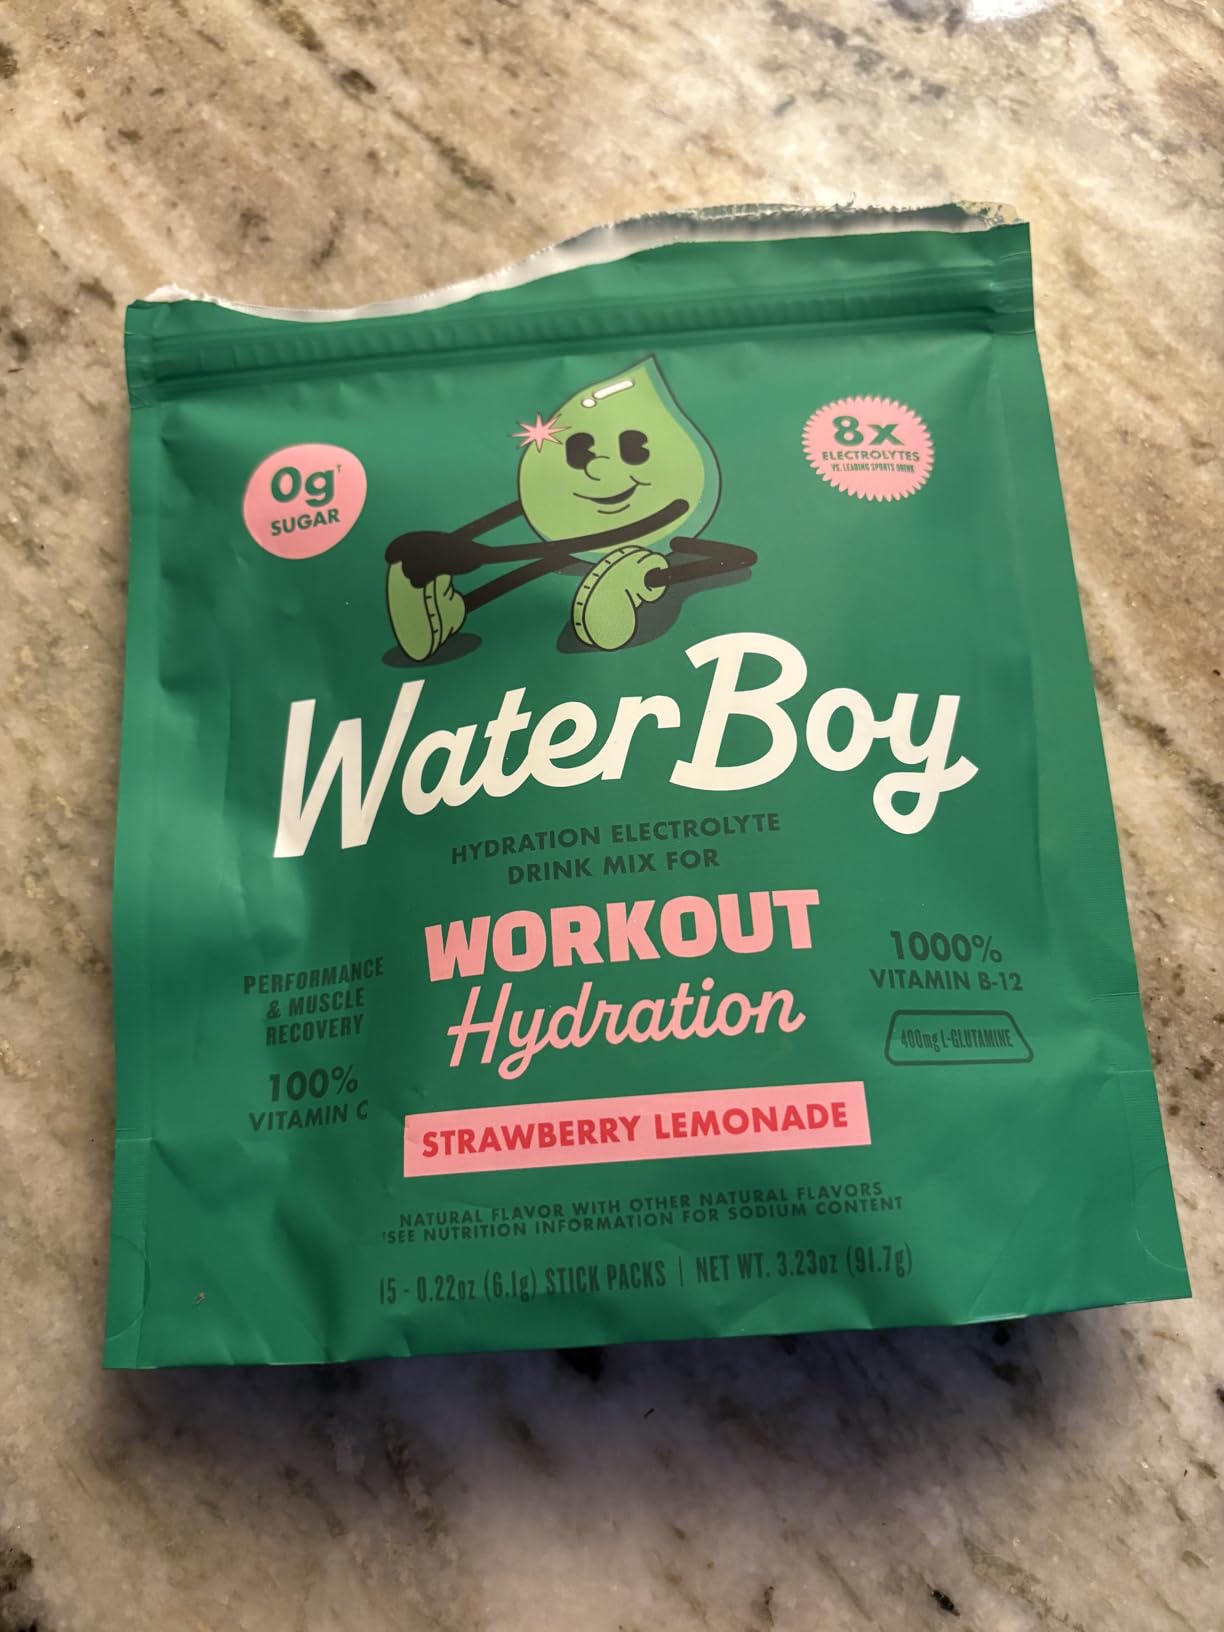 0g†
SUGAR
8x
ELECTROLYTES
VS. LEADING SPORTS DRINK
WaterBoy
HYDRATION ELECTROLYTE
DRINK MIX FOR
WORKOUT
Hydration
PERFORMANCE
& MUSCLE
RECOVERY
100%
VITAMIN C
1000%
VITAMIN B-12
400mg L-GLUTAMINE
STRAWBERRY LEMONADE
NATURAL FLAVOR WITH OTHER NATURAL FLAVORS
†SEE NUTRITION INFORMATION FOR SODIUM CONTENT
15 - 0.22oz (6.1g) STICK PACKS | NET WT. 3.23oz (91.7g)